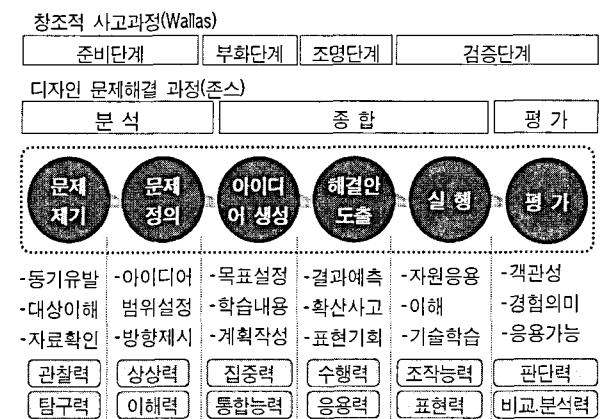 창조적 사고과정(Wallas)
준비단계 부화단계 조명단계 검증단계
디자인 문제해결 과정(존스)
분 석 종 합 평 가
문제 문제 아이디 해결안 실 행 평 가
제기 정의 어 생성 도출
-동기유발 -아이디어 -목표설정 -결과예측 -자원응용 -객관성
-대상이해 범위설정 -학습내용 -확산사고 -이해 -경험의미
-자료확인 -방향제시 -계획작성 -표현기회 -기술학습 -응용가능
관찰력 상상력 집중력 수행력 조작능력 판단력
탐구력 이해력 통합능력 응용력 표현력 비교.분석력